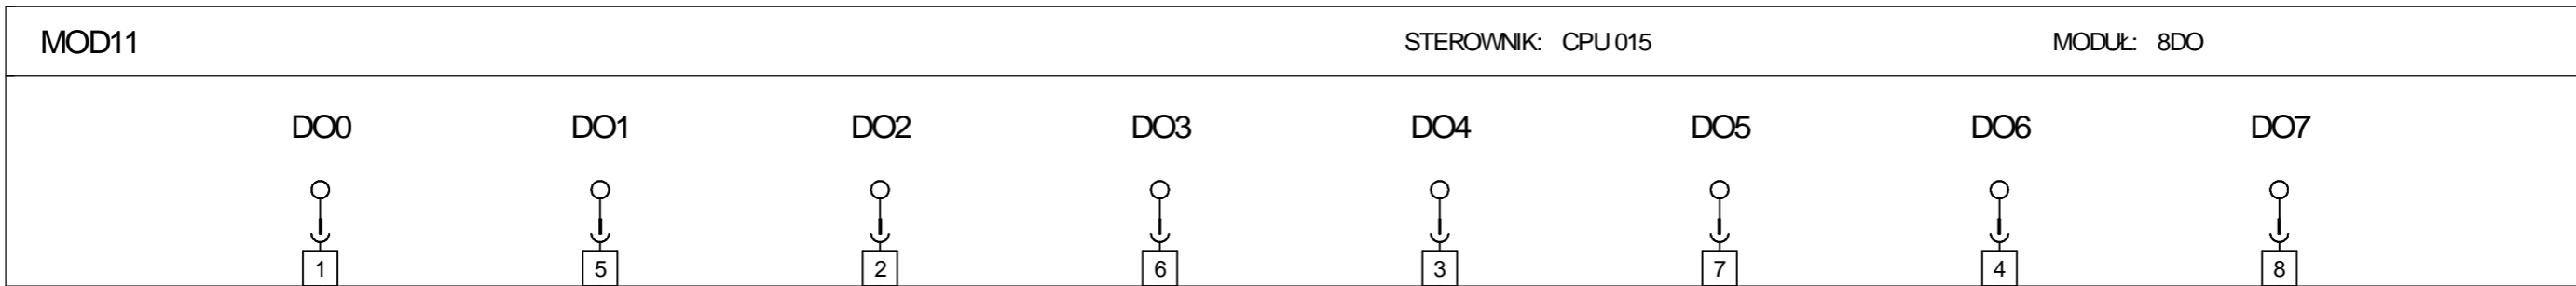 MOD11 STEROWNIK: CPU 015 MODUŁ: 8DO
DO0 DO1 DO2 DO3 DO4 DO5 DO6 DO7
1 5 2 6 3 7 4 8